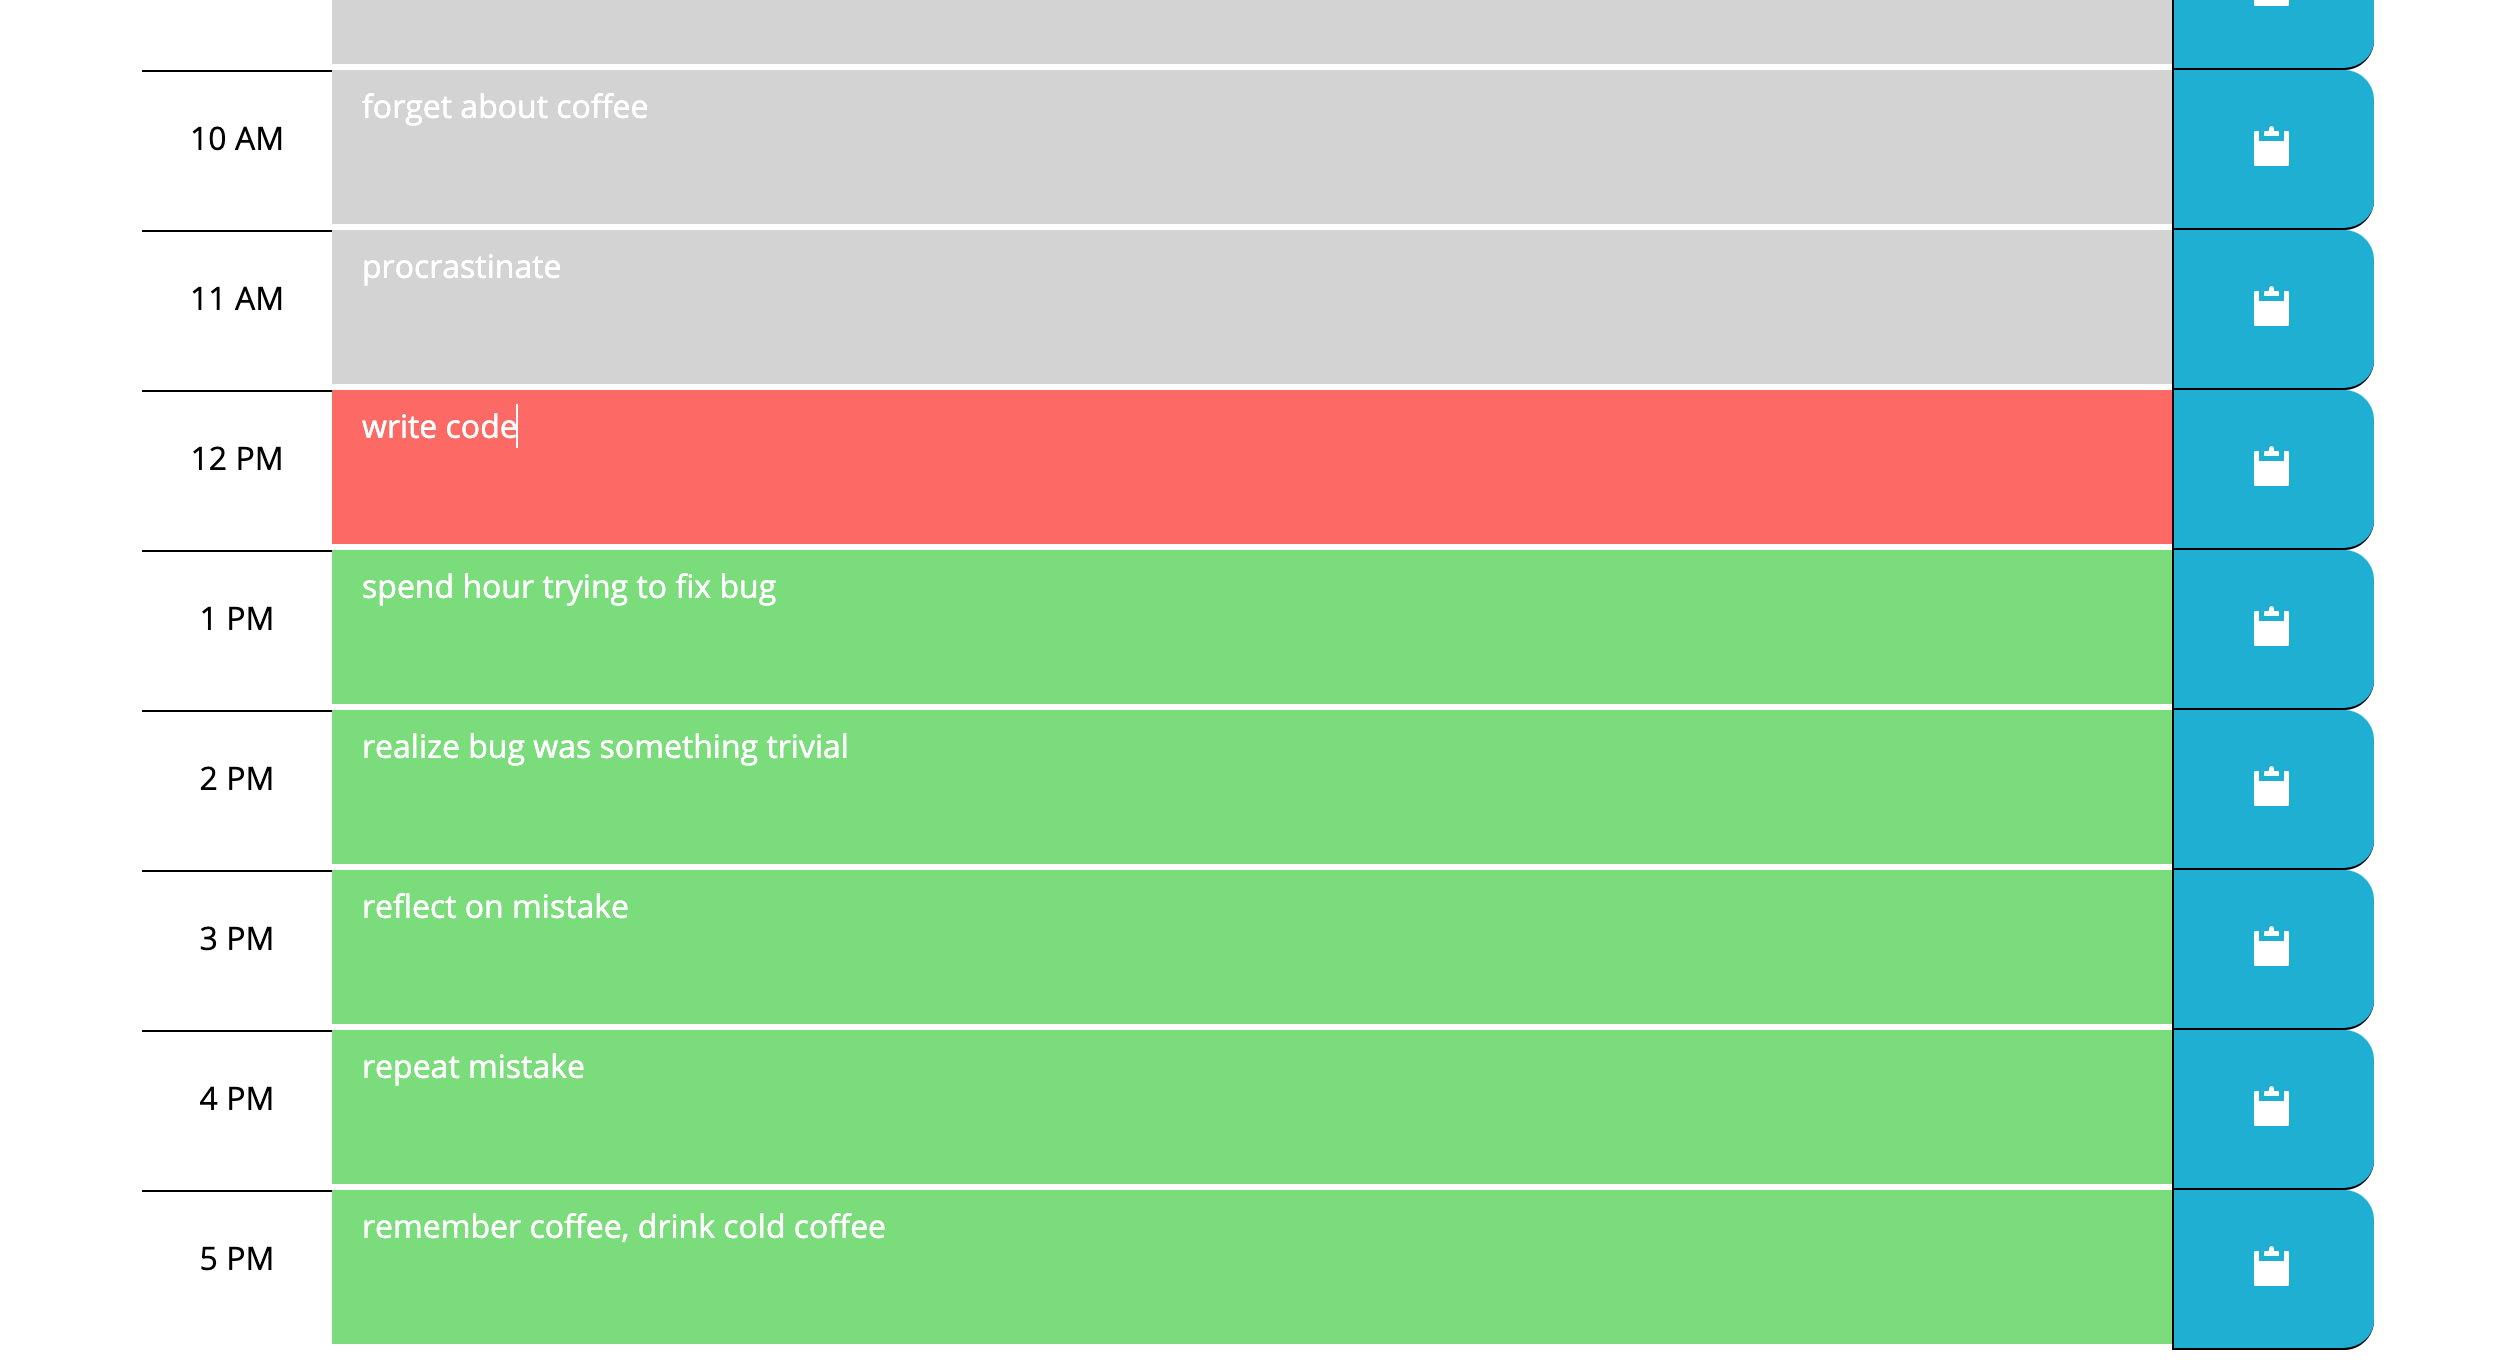 10 AM
forget about coffee
11 AM
procrastinate
12 PM
write code
1 PM
spend hour trying to fix bug
2 PM
realize bug was something trivial
3 PM
reflect on mistake
4 PM
repeat mistake
5 PM
remember coffee, drink cold coffee